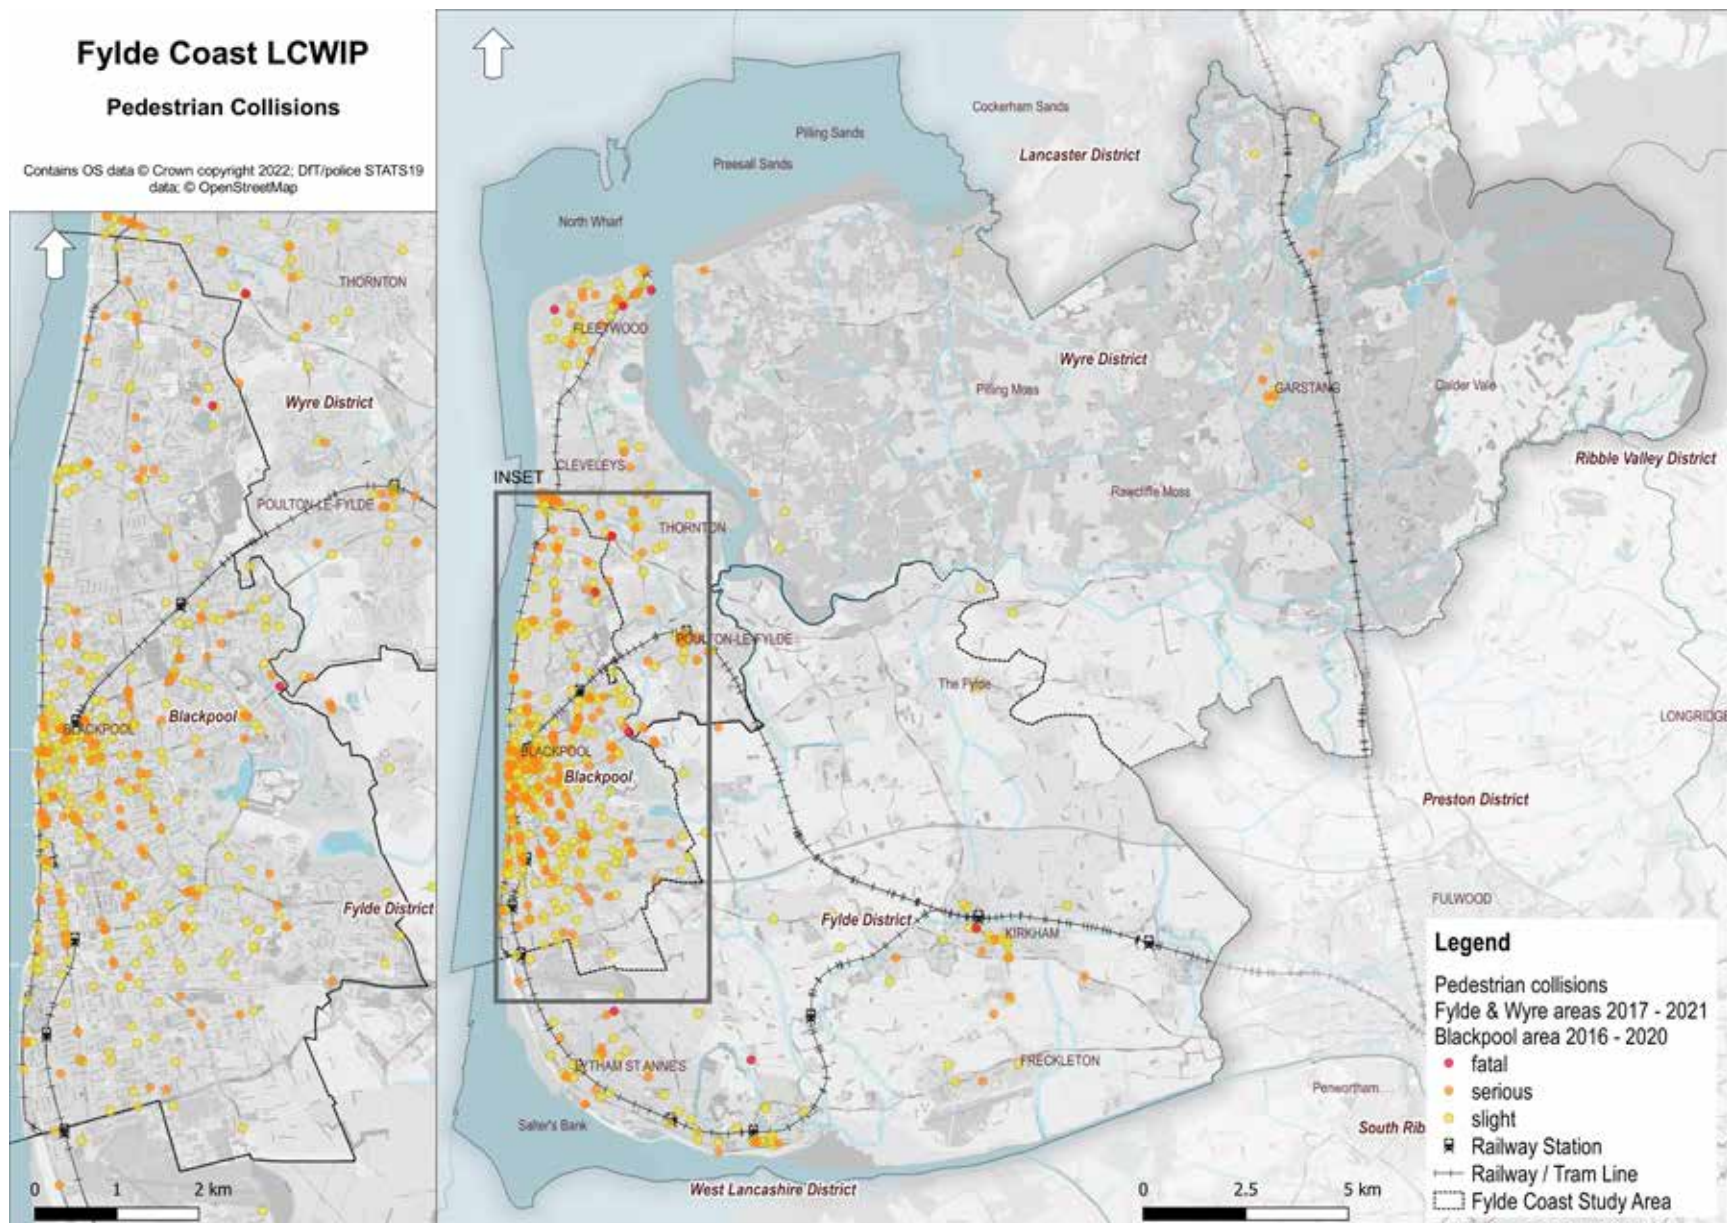 Fylde Coast LCWIP
Pedestrian Collisions
Contains OS data © Crown copyright 2022; DfT/police STATS19
data; © OpenStreetMap
THORNTON
Wyre District
POULTON-LE-FYLDE
BLACKPOOL
Blackpool
Fylde District
0 1 2 km
Cockerham Sands
Pilling Sands
Lancaster District
Preesall Sands
North Wharf
FLEETWOOD
Wyre District
Pilling Moss
GARSTANG
Calder Vale
Ribble Valley District
CLEVELEYS
INSET
Rawcliffe Moss
THORNTON
POULTON-LE-FYLDE
The Fylde
LONGRIDGE
BLACKPOOL
Blackpool
Preston District
FULWOOD
Fylde District
KIRKHAM
LYTHAM ST ANNE'S
FRECKLETON
Penwortham
Salter's Bank
South Rib
West Lancashire District
0 2.5 5 km
Legend
Pedestrian collisions
Fylde & Wyre areas 2017 - 2021
Blackpool area 2016 - 2020
fatal
serious
slight
Railway Station
Railway / Tram Line
Fylde Coast Study Area